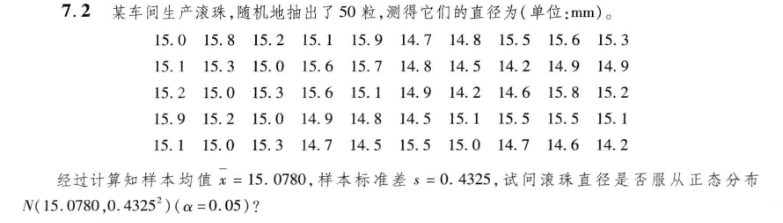 7.2 某车间生产滚珠,随机地抽出了50粒,测得它们的直径为(单位:mm)。
15.0 15.8 15.2 15.1 15.9 14.7 14.8 15.5 15.6 15.3
15.1 15.3 15.0 15.6 15.7 14.8 14.5 14.2 14.9 14.9
15.2 15.0 15.3 15.6 15.1 14.9 14.2 14.6 15.8 15.2
15.9 15.2 15.0 14.9 14.8 14.5 15.1 15.5 15.5 15.1
15.1 15.0 15.3 14.7 14.5 15.5 15.0 14.7 14.6 14.2
经过计算知样本均值 x̄ = 15.0780,样本标准差 s = 0.4325,试问滚珠直径是否服从正态分布
N(15.0780,0.4325²)(α=0.05)?